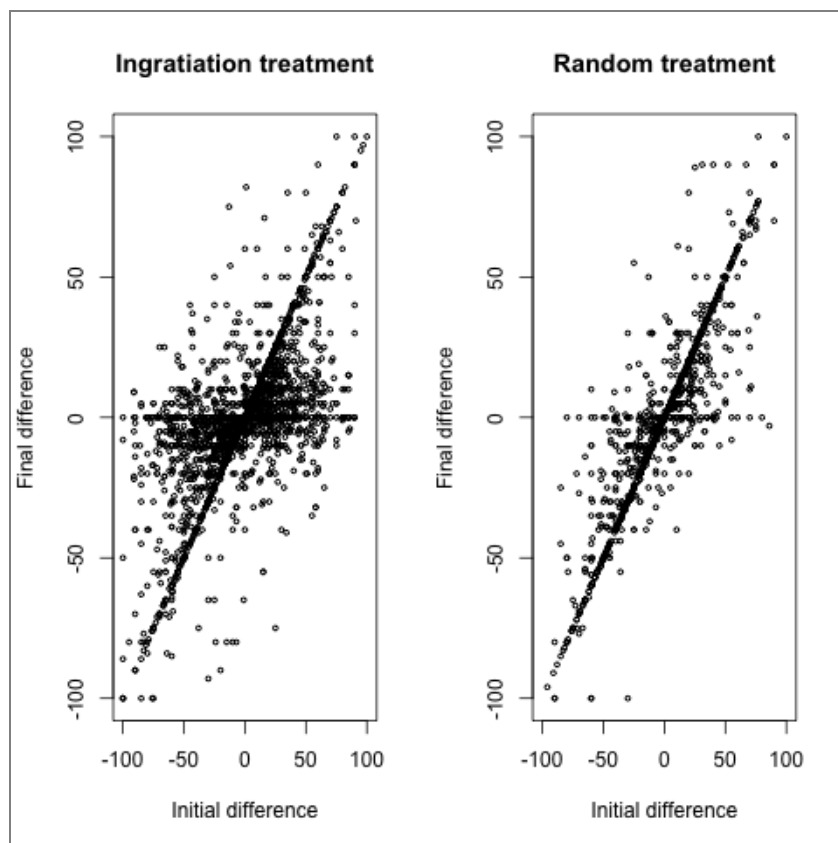 Ingratiation treatment
Random treatment
Final difference
100
50
0
-50
-100
-100 -50 0 50 100
Initial difference
Final difference
100
50
0
-50
-100
-100 -50 0 50 100
Initial difference